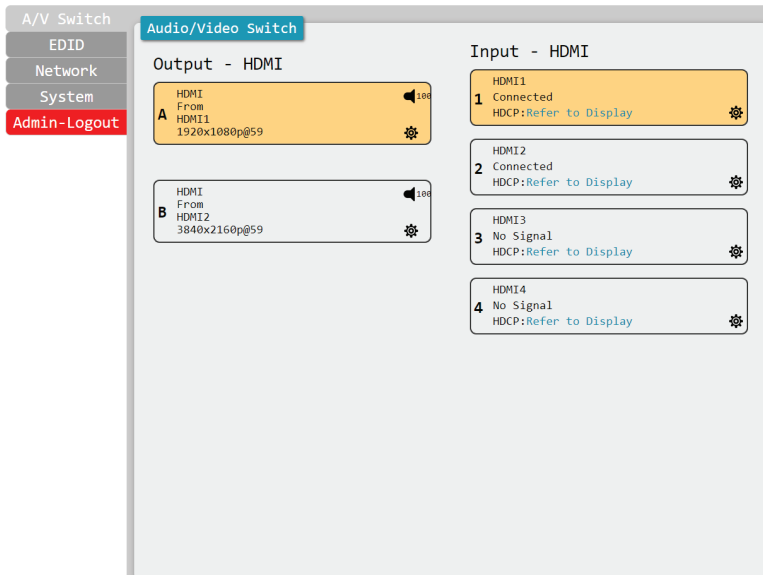 A/V Switch
EDID
Network
System
Admin-Logout
Audio/Video Switch
Output - HDMI
A
HDMI
From
HDMI1
1920x1080p@59
100
B
HDMI
From
HDMI2
3840x2160p@59
100
Input - HDMI
1
HDMI1
Connected
HDCP:Refer to Display
2
HDMI2
Connected
HDCP:Refer to Display
3
HDMI3
No Signal
HDCP:Refer to Display
4
HDMI4
No Signal
HDCP:Refer to Display